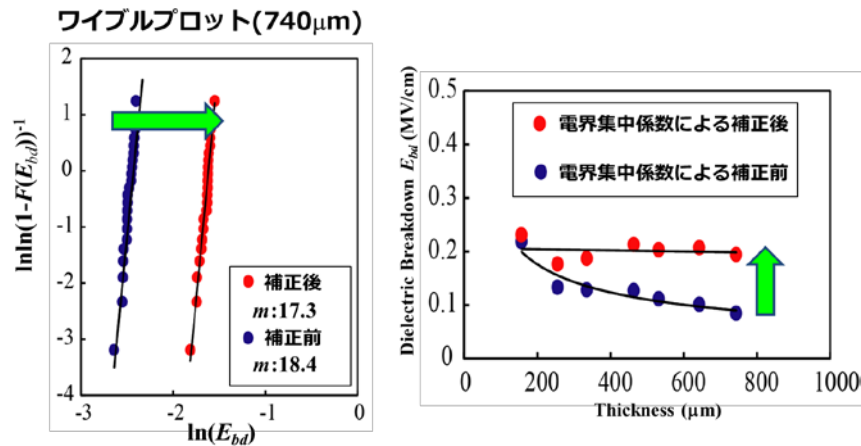 ワイブルプロット(740μm)
lnln(1-F(E_bd))^-1
2
1
0
-1
-2
-3
-4
補正後
m:17.3
補正前
m:18.4
-3
-2
-1
0
ln(E_bd)
Dielectric Breakdown E_bd (MV/cm)
0.5
0.4
0.3
0.2
0.1
0
電界集中係数による補正後
電界集中係数による補正前
0
200
400
600
800
1000
Thickness (μm)